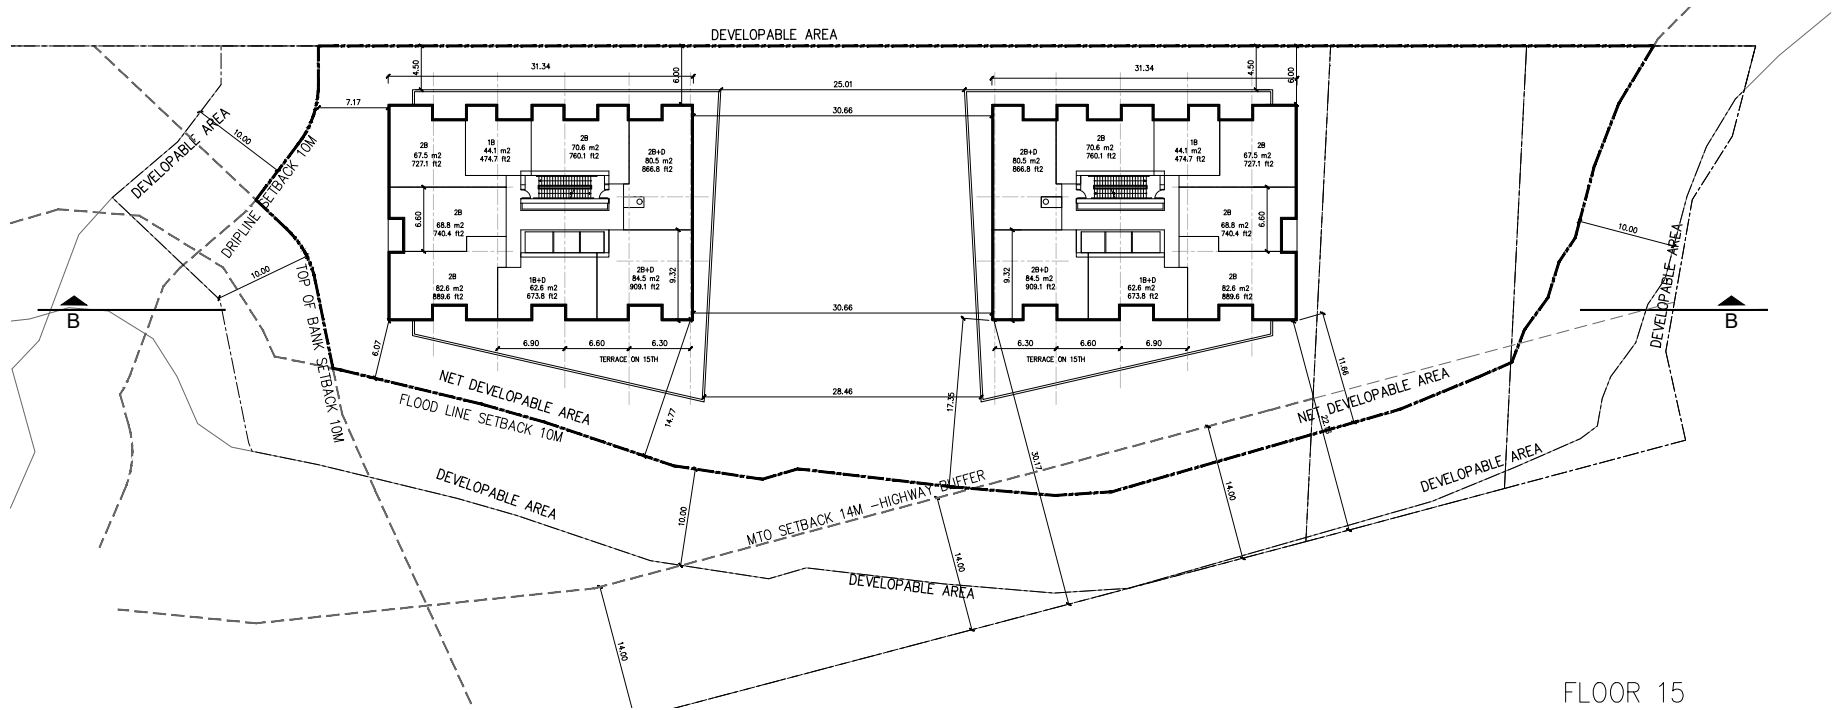 DEVELOPABLE AREA
4.50
31.34
6.00
25.01
4.50
31.34
6.00
7.17
30.66
DEVELOPABLE AREA
10.00
DRIPLINE SETBACK 10M
2B
67.5 m2
727.1 ft2
1B
44.1 m2
474.7 ft2
2B
70.6 m2
760.1 ft2
2B+D
80.5 m2
866.8 ft2
2B+D
80.5 m2
866.8 ft2
2B
70.6 m2
760.1 ft2
1B
44.1 m2
474.7 ft2
2B
67.5 m2
727.1 ft2
6.60
2B
68.8 m2
740.4 ft2
2B
68.8 m2
740.4 ft2
6.60
10.00
DEVELOPABLE AREA
DEVELOPABLE AREA
10.00
TOP OF BANK SETBACK 10M
2B
82.6 m2
889.6 ft2
1B+D
62.6 m2
673.8 ft2
2B+D
84.5 m2
909.1 ft2
9.32
9.32
2B+D
84.5 m2
909.1 ft2
1B+D
62.6 m2
673.8 ft2
2B
82.6 m2
889.6 ft2
B
30.66
B
6.07
6.90
6.60
6.30
TERRACE ON 15TH
6.30
6.60
6.90
TERRACE ON 15TH
11.66
NET DEVELOPABLE AREA
FLOOD LINE SETBACK 10M
14.77
28.46
17.35
NET DEVELOPABLE AREA
30.17
DEVELOPABLE AREA
10.00
MTO SETBACK 14M -HIGHWAY BUFFER
14.00
DEVELOPABLE AREA
14.00
DEVELOPABLE AREA
14.00
FLOOR 15